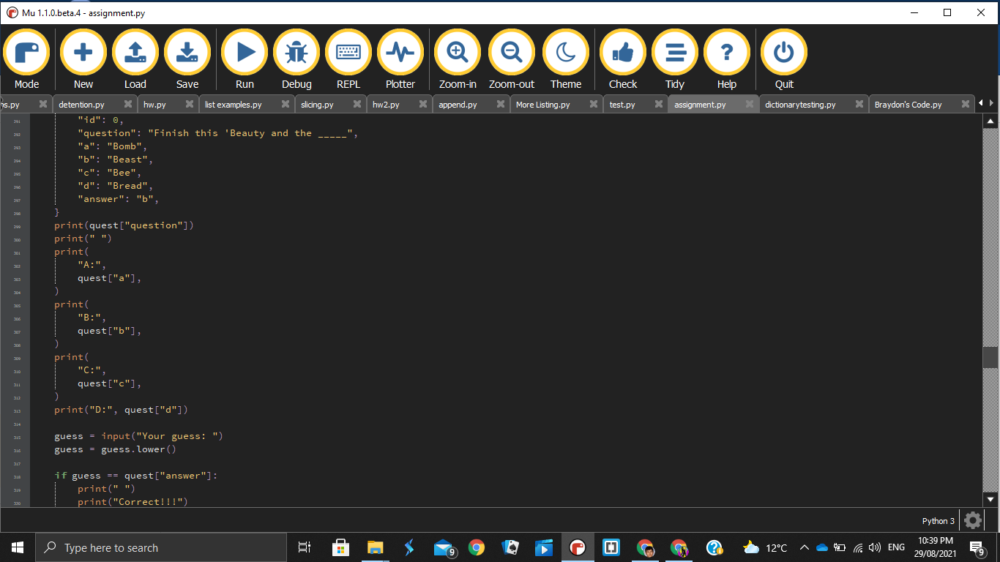 Mu 1.1.0.beta.4 - assignment.py
Mode New Load Save Run Debug REPL Plotter Zoom-in Zoom-out Theme Check Tidy Help Quit
ns.py detention.py hw.py list examples.py slicing.py hw2.py append.py More Listing.py test.py assignment.py dictionarytesting.py Braydon's Code.py
291 "id": 0,
292 "question": "Finish this 'Beauty and the _____",
293 "a": "Bomb",
294 "b": "Beast",
295 "c": "Bee",
296 "d": "Bread",
297 "answer": "b",
298 }
299 print(quest["question"])
300 print(" ")
301 print(
302 "A:",
303 quest["a"],
304 )
305 print(
306 "B:",
307 quest["b"],
308 )
309 print(
310 "C:",
311 quest["c"],
312 )
313 print("D:", quest["d"])
314
315 guess = input("Your guess: ")
316 guess = guess.lower()
317
318 if guess == quest["answer"]:
319 print(" ")
320 print("Correct!!!")
Python 3
Type here to search
9
12°C
ENG
10:39 PM
29/08/2021
9